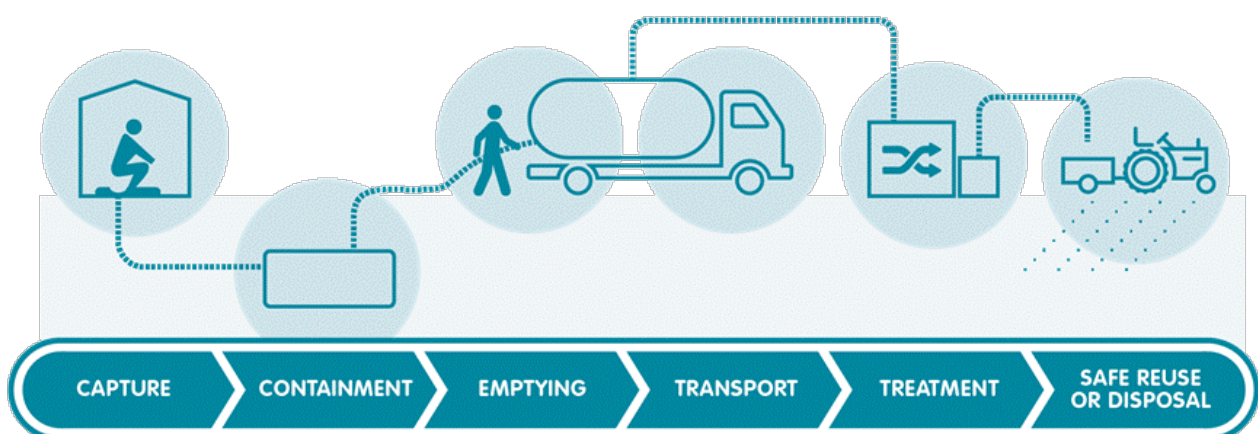 CAPTURE
CONTAINMENT
EMPTYING
TRANSPORT
TREATMENT
SAFE REUSE
OR DISPOSAL